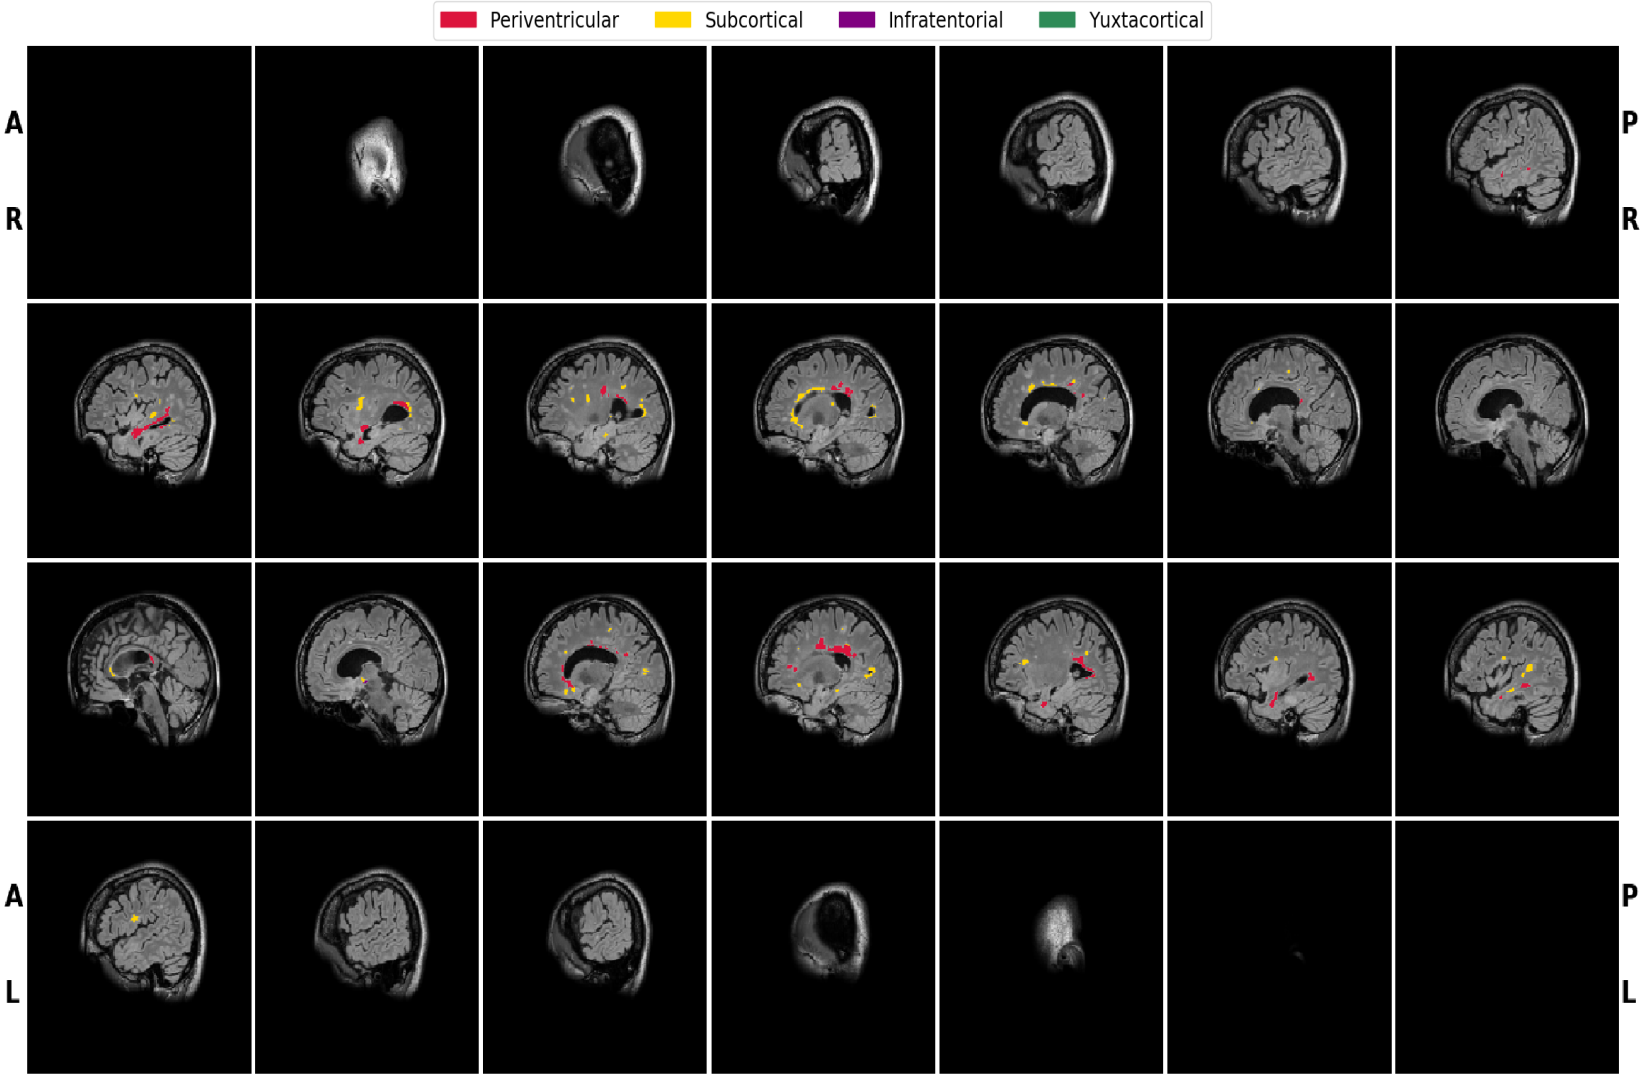 Periventricular Subcortical Infratentorial Yuxtacortical
A P
R R
A P
L L